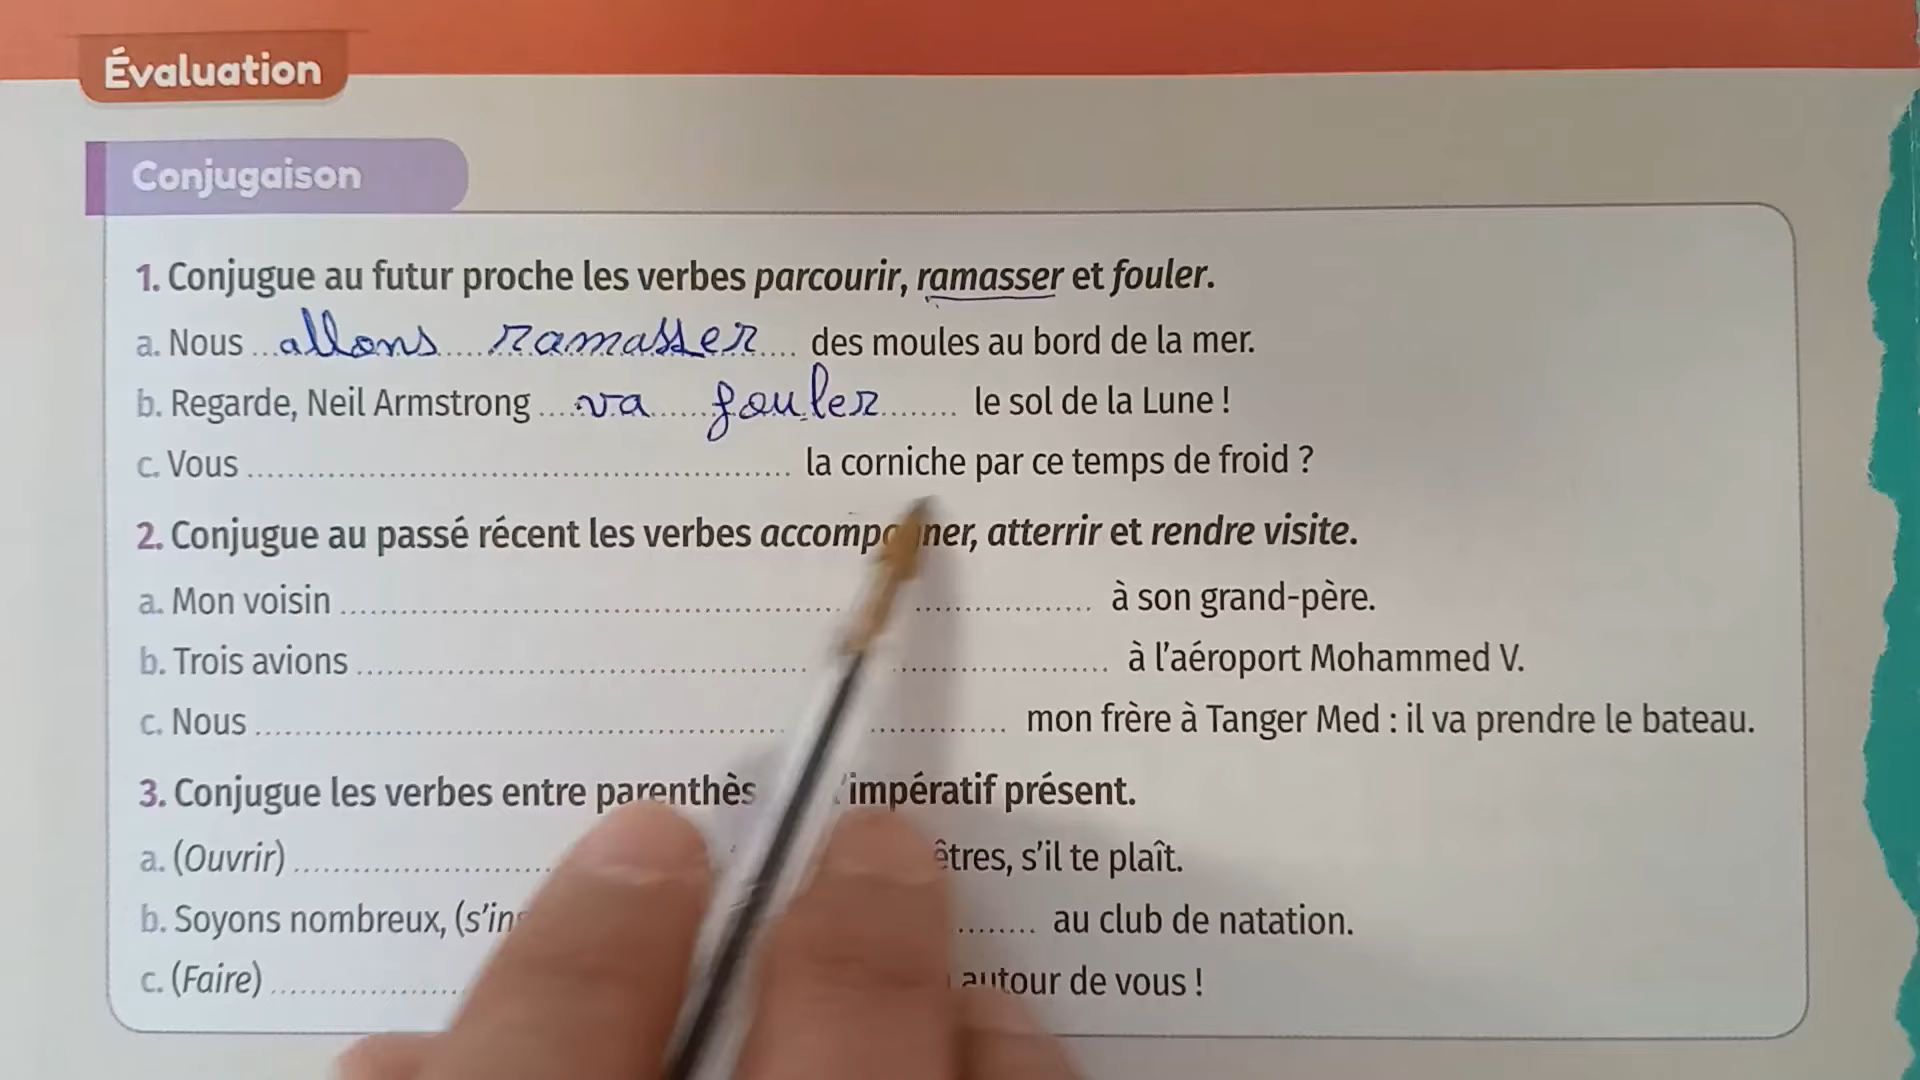 Évaluation
Conjugaison
1. Conjugue au futur proche les verbes parcourir, ramasser et fouler.
a. Nous ... allons ..... ramasser .... des moules au bord de la mer.
b. Regarde, Neil Armstrong .... va ..... fouler ....... le sol de la Lune !
c. Vous ............................................. la corniche par ce temps de froid ?
2. Conjugue au passé récent les verbes atterrir et rendre visite.
a. Mon voisin .......................................... .................. à son grand-père.
b. Trois avions ...................................... ...................... à l'aéroport Mohammed V.
c. Nous ............................................ .............. mon frère à Tanger Med : il va prendre le bateau.
3. Conjugue les verbes entre impératif présent.
a. (Ouvrir) ...................... s'il te plaît.
b. Soyons nombreux, ........ au club de natation.
c. (Faire) ................ autour de vous !